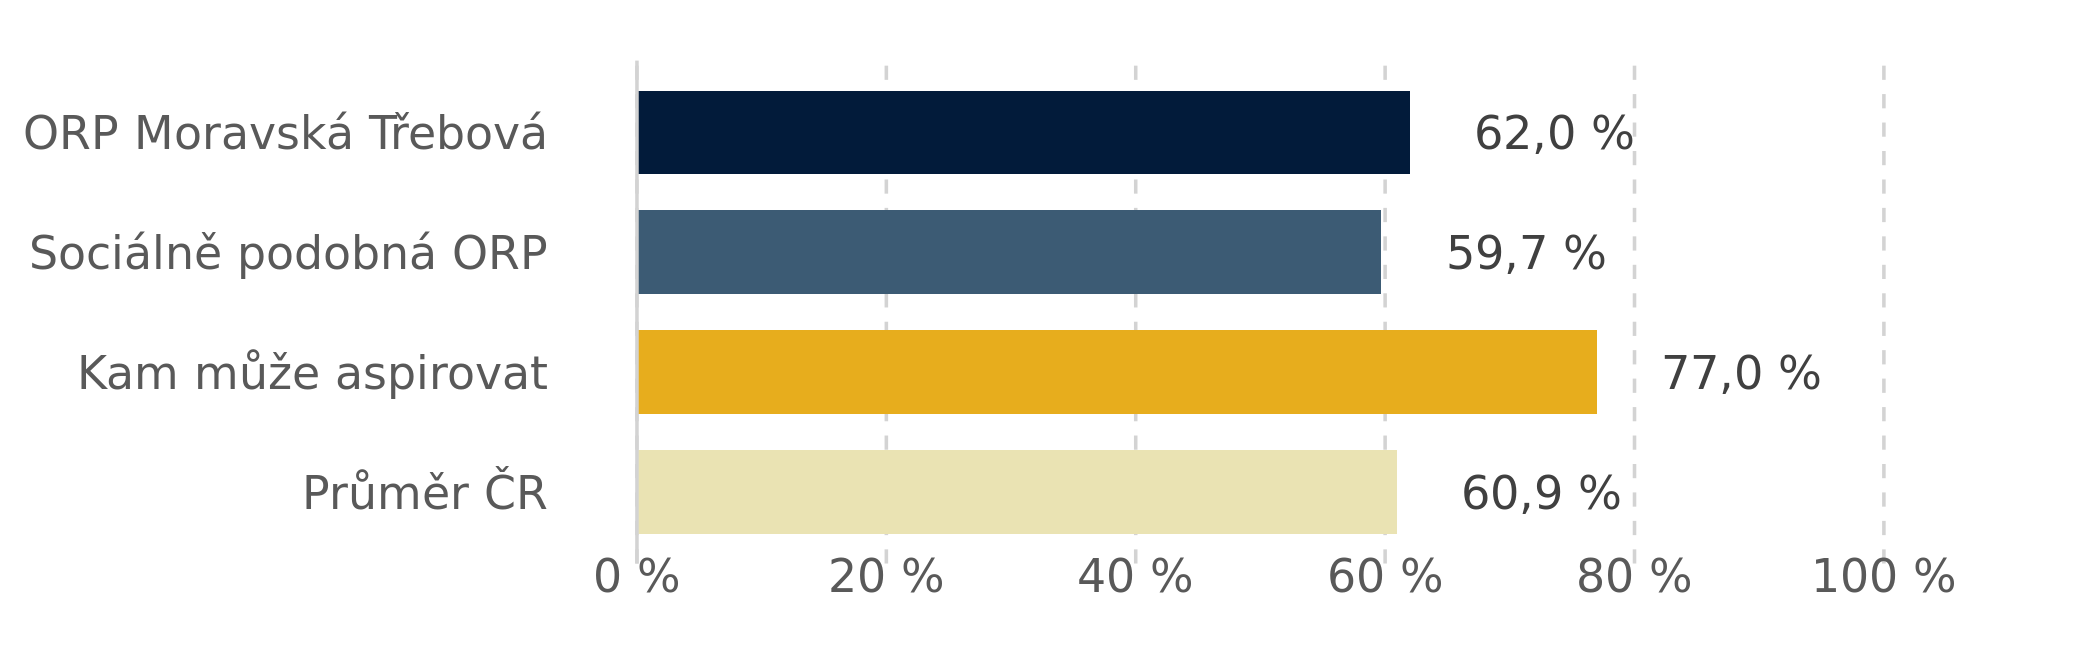 ORP Moravská Třebová 62,0 %
Sociálně podobná ORP 59,7 %
Kam může aspirovat 77,0 %
Průměr ČR 60,9 %
0 % 20 % 40 % 60 % 80 % 100 %